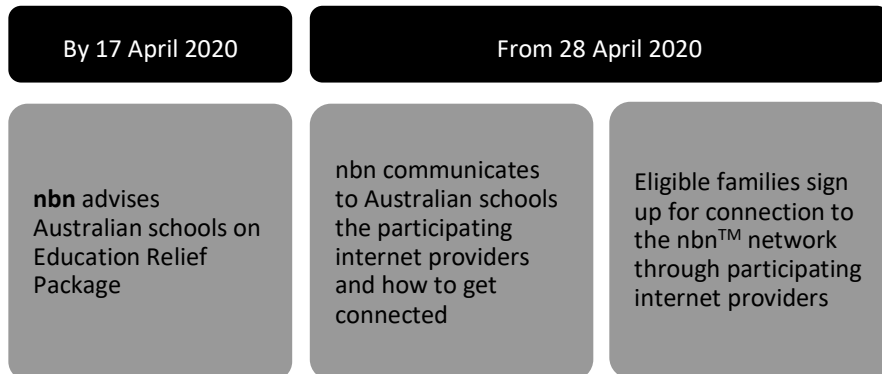 By 17 April 2020
From 28 April 2020
nbn advises
Australian schools on
Education Relief
Package
nbn communicates
to Australian schools
the participating
internet providers
and how to get
connected
Eligible families sign
up for connection to
the nbn™ network
through participating
internet providers